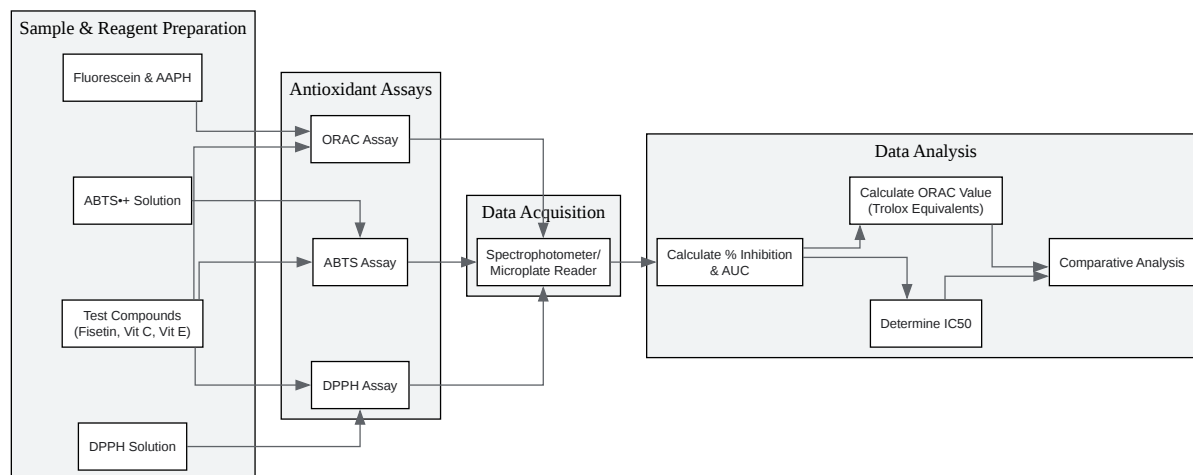 Sample & Reagent Preparation
Fluorescein & AAPH
ABTS•+ Solution
Test Compounds
(Fisetin, Vit C, Vit E)
DPPH Solution
Antioxidant Assays
ORAC Assay
ABTS Assay
DPPH Assay
Data Acquisition
Spectrophotometer/
Microplate Reader
Data Analysis
Calculate % Inhibition
& AUC
Calculate ORAC Value
(Trolox Equivalents)
Determine IC50
Comparative Analysis